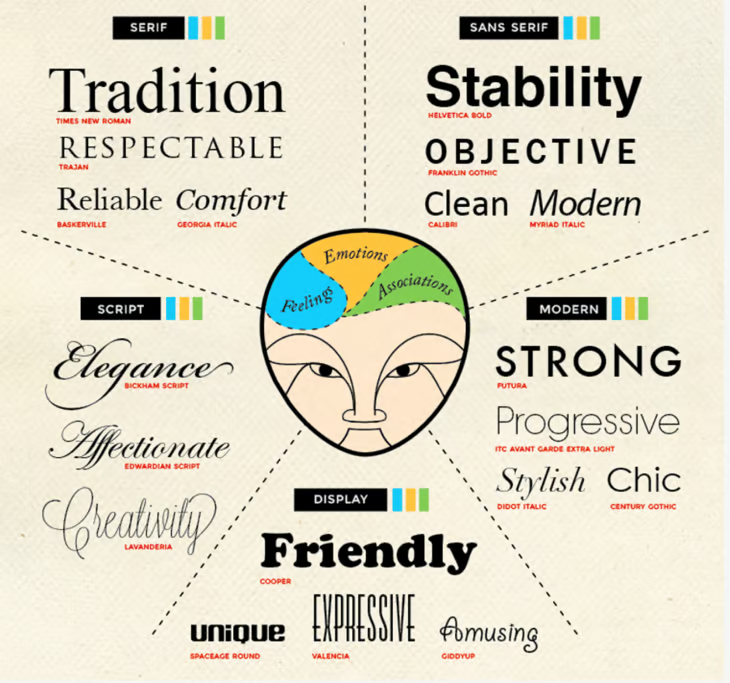 SERIF
Tradition
TIMES NEW ROMAN
RESPECTABLE
TRAJAN
Reliable Comfort
BASKERVILLE GEORGIA ITALIC
SANS SERIF
Stability
HELVETICA BOLD
OBJECTIVE
FRANKLIN GOTHIC
Clean Modern
CALIBRI MYRIAD ITALIC
Emotions
Feelings
Associations
SCRIPT
Elegance
BICKHAM SCRIPT
Affectionate
EDWARDIAN SCRIPT
Creativity
LAVANDERIA
MODERN
STRONG
FUTURA
Progressive
ITC AVANT GARDE EXTRA LIGHT
Stylish Chic
DIDOT ITALIC CENTURY GOTHIC
DISPLAY
Friendly
COOPER
unique EXPRESSIVE Amusing
SPACEAGE ROUND VALENCIA GIDDYUP